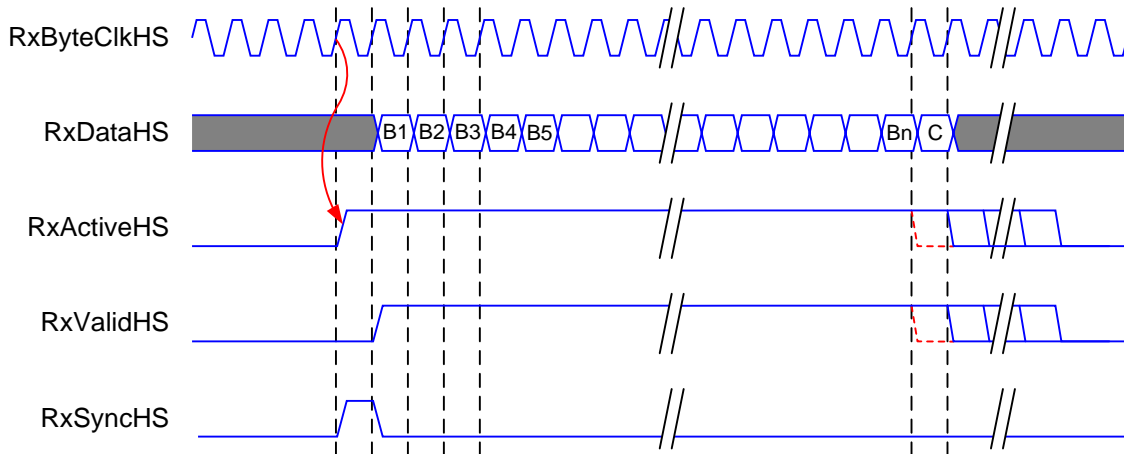 RxByteClkHS
RxDataHS B1 B2 B3 B4 B5 Bn C
RxActiveHS
RxValidHS
RxSyncHS